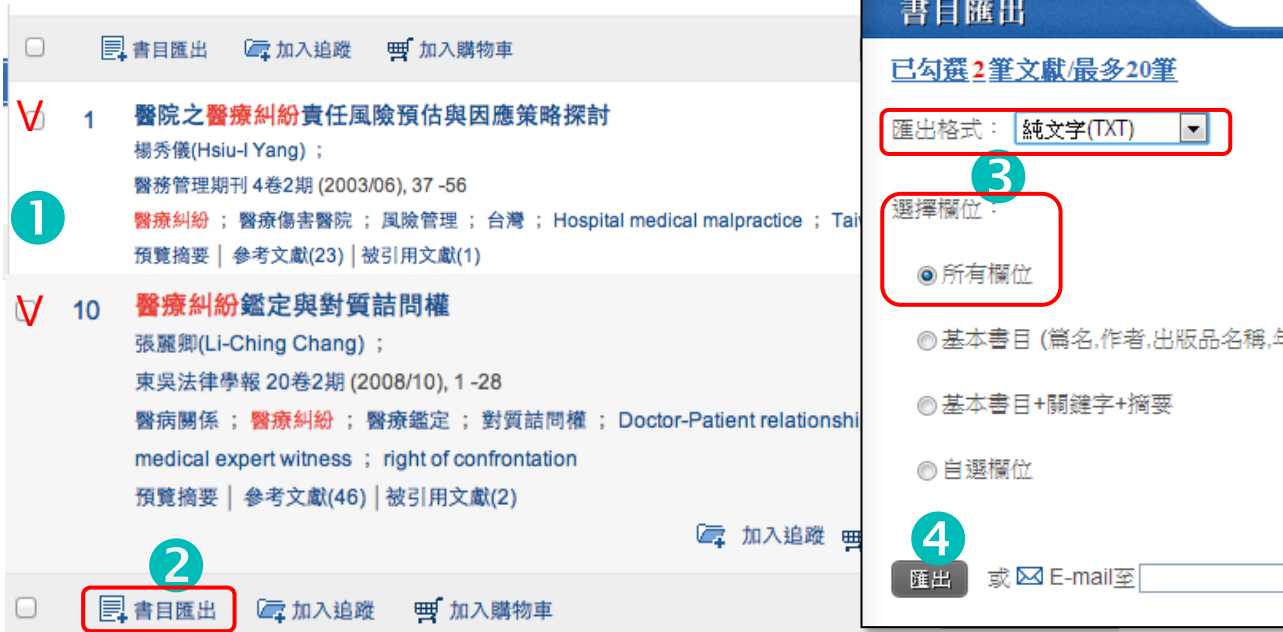 書目匯出 加入追蹤 加入購物車
V 1 醫院之醫療糾紛責任風險預估與因應策略探討
楊秀儀(Hsiu-I Yang) ;
醫務管理期刊 4卷2期 (2003/06), 37 -56
1
醫療糾紛 ; 醫療傷害醫院 ; 風險管理 ; 台灣 ; Hospital medical malpractice ;
預覽摘要 | 參考文獻(23) | 被引用文獻(1)
V 10 醫療糾紛鑑定與對質詰問權
張麗卿(Li-Ching Chang) ;
東吳法律學報 20卷2期 (2008/10), 1 -28
醫病關係 ; 醫療糾紛 ; 醫療鑑定 ; 對質詰問權 ; Doctor-Patient relationshi
medical expert witness ; right of confrontation
預覽摘要 | 參考文獻(46) | 被引用文獻(2)
加入追蹤
2
書目匯出 加入追蹤 加入購物車
書目匯出
已勾選2筆文獻/最多20筆
匯出格式： 純文字(TXT)
3
選擇欄位：
所有欄位
基本書目 (篇名,作者,出版品名稱,
基本書目+關鍵字+摘要
自選欄位
4
匯出 或 E-mail至